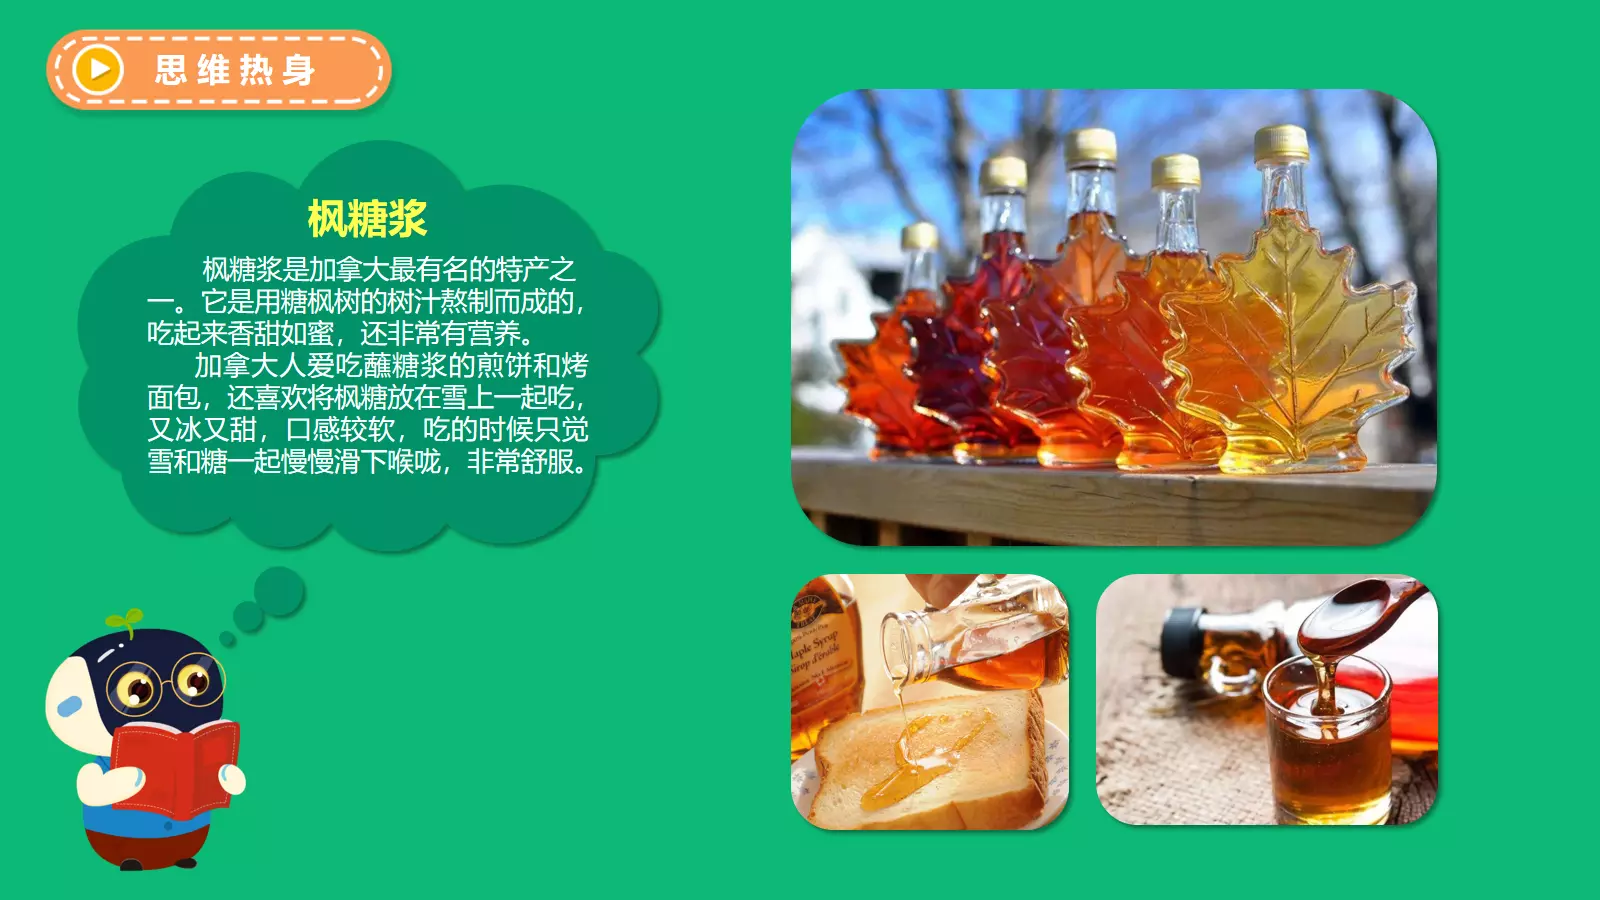 思维热身
枫糖浆
枫糖浆是加拿大最有名的特产之
一。它是用糖枫树的树汁熬制而成的，
吃起来香甜如蜜，还非常有营养。
加拿大人爱吃蘸糖浆的煎饼和烤
面包，还喜欢将枫糖放在雪上一起吃，
又冰又甜，口感较软，吃的时候只觉
雪和糖一起慢慢滑下喉咙，非常舒服。
Maple Syrup
Sirop d'érable